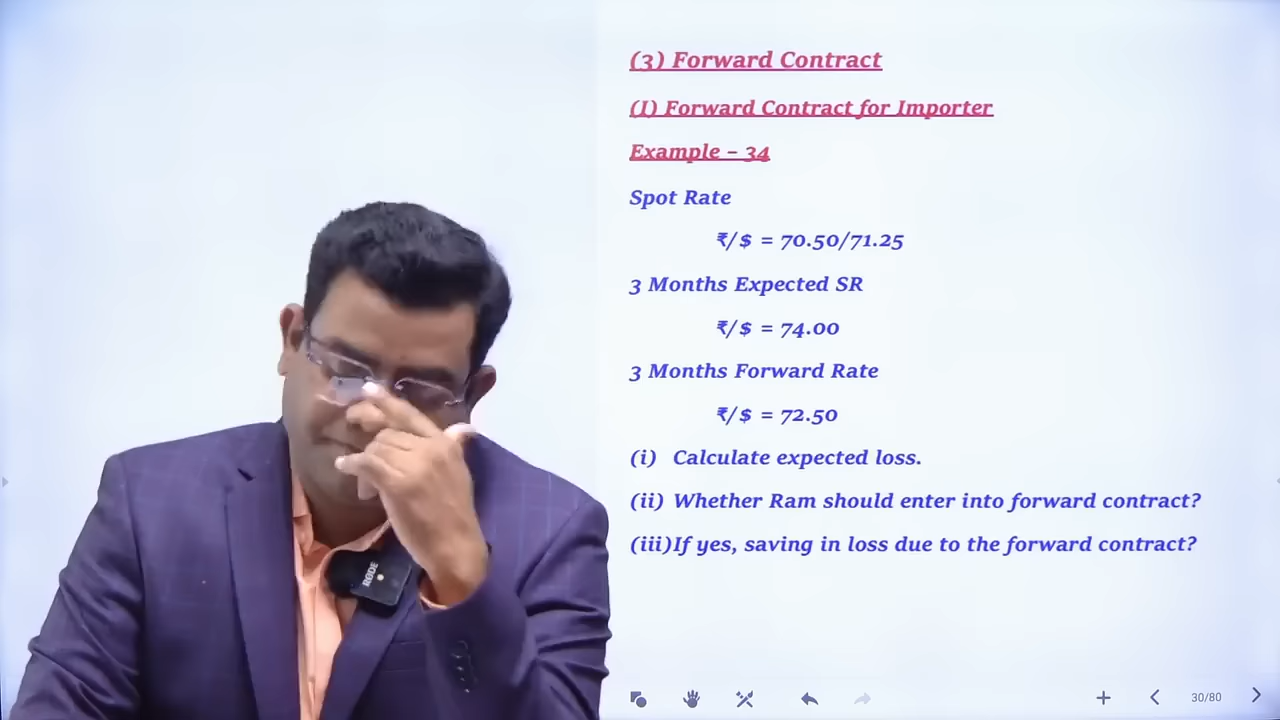 (3) Forward Contract
(I) Forward Contract for Importer
Example – 34
Spot Rate
₹/$ = 70.50/71.25
3 Months Expected SR
₹/$ = 74.00
3 Months Forward Rate
₹/$ = 72.50
(i) Calculate expected loss.
(ii) Whether Ram should enter into forward contract?
(iii)If yes, saving in loss due to the forward contract?
RØDE
30/80